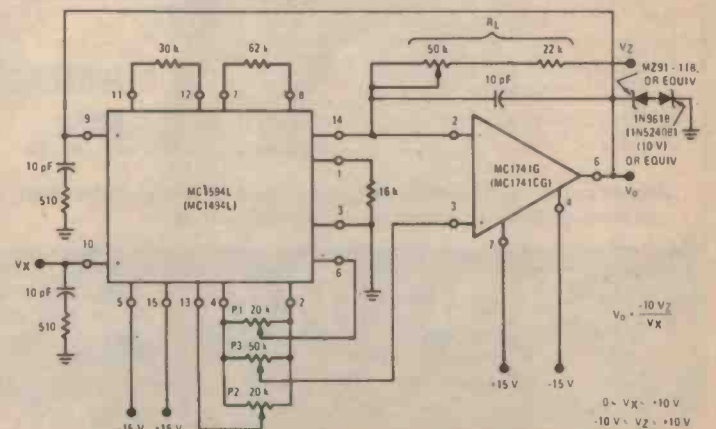 RL
30 k
62 k
50 k
22 k
VZ
MZ91-11B,
OR EQUIV
10 pF
11
12
7
8
9
14
2
1N961B
(1N5240B)
(10 V)
OR EQUIV
+
10 pF
510
MC1594L
(MC1494L)
1
16 k
3
6
MC1741G
(MC1741CG)
6
VO
3
4
7
VX
10
+
10 pF
510
5
15
13
4
2
P1 20 k
P3 50 k
P2 20 k
-15 V
+15 V
+15 V
-15 V
VO = -10 VZ
VX
0 < VX < +10 V
-10 V < VZ < +10 V